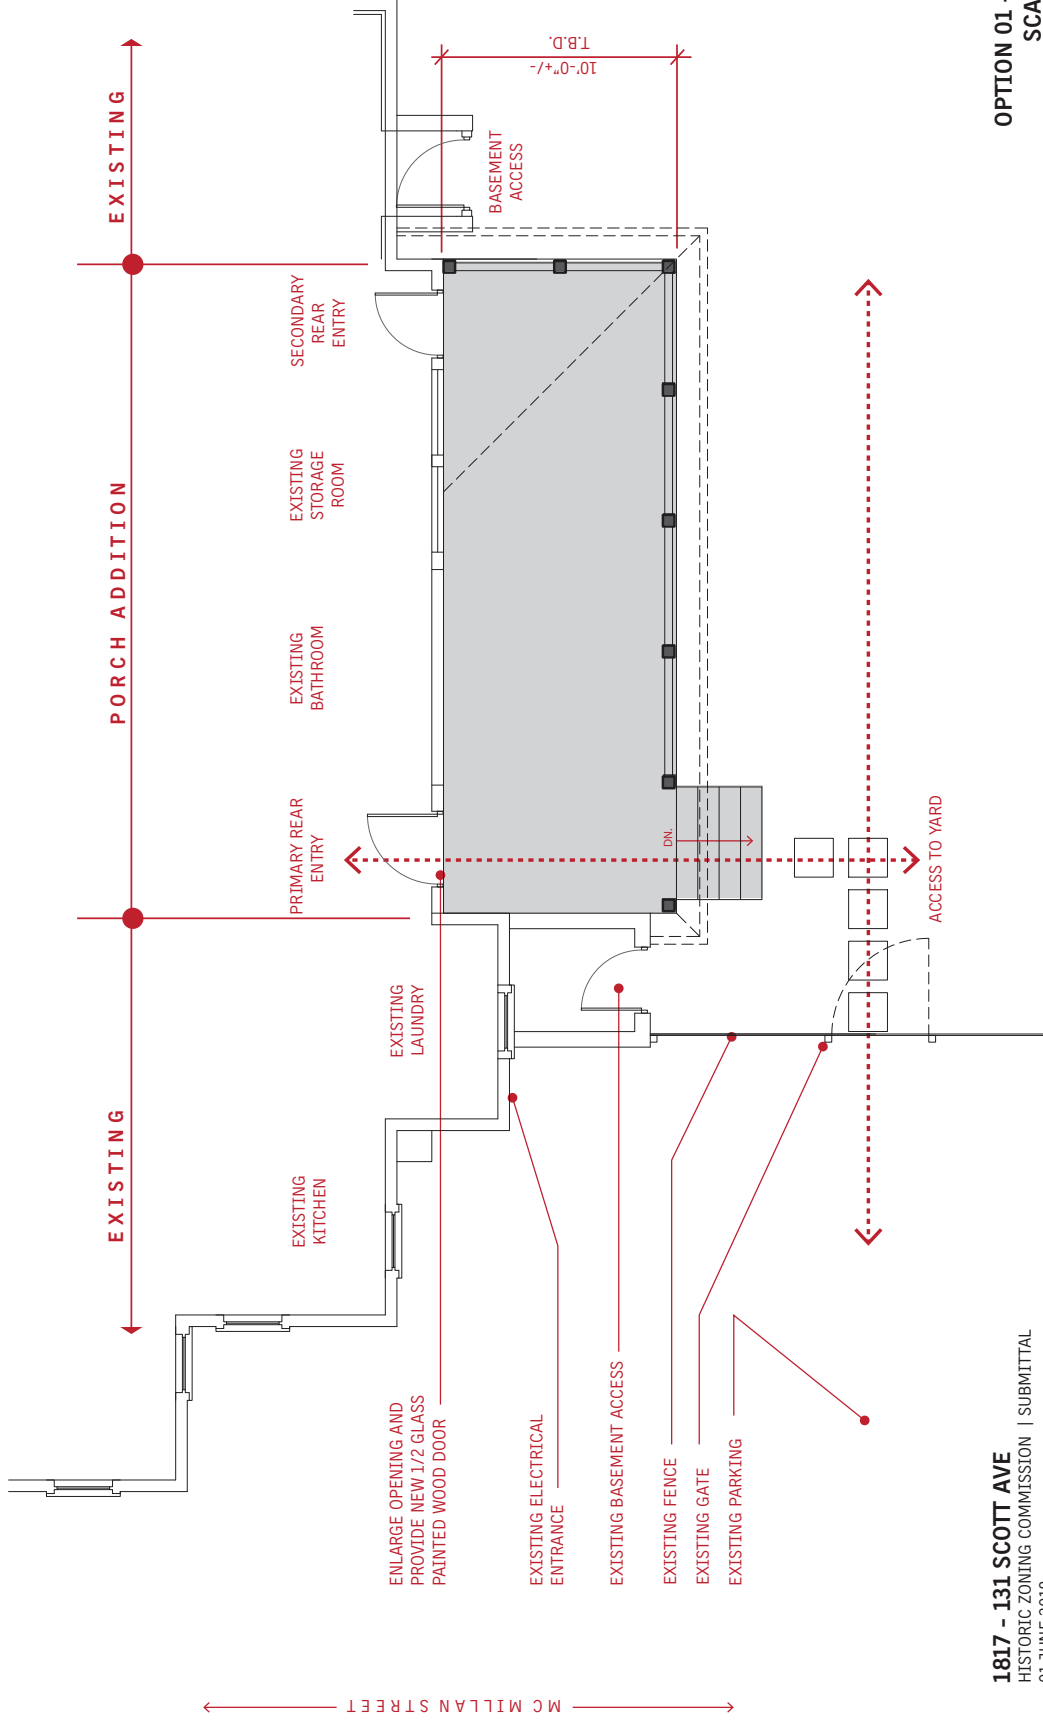 EXISTING
PORCH ADDITION
EXISTING
EXISTING
KITCHEN
EXISTING
LAUNDRY
PRIMARY REAR
ENTRY
EXISTING
BATHROOM
EXISTING
STORAGE
ROOM
SECONDARY
REAR
ENTRY
BASEMENT
ACCESS
10'-0"+/-
T.B.D.
DN.
ACCESS TO YARD
ENLARGE OPENING AND
PROVIDE NEW 1/2 GLASS
PAINTED WOOD DOOR
EXISTING ELECTRICAL
ENTRANCE
EXISTING BASEMENT ACCESS
EXISTING FENCE
EXISTING GATE
EXISTING PARKING
MC MILLAN STREET
1817 - 131 SCOTT AVE
HISTORIC ZONING COMMISSION | SUBMITTAL
OPTION 01 -